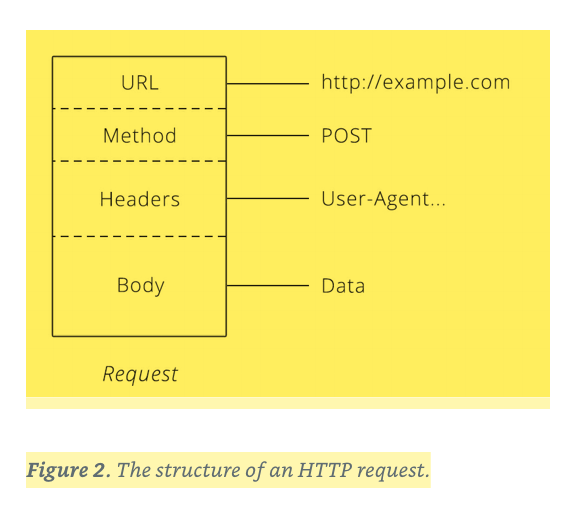 URL http://example.com
Method POST
Headers User-Agent...
Body Data
Request
Figure 2. The structure of an HTTP request.